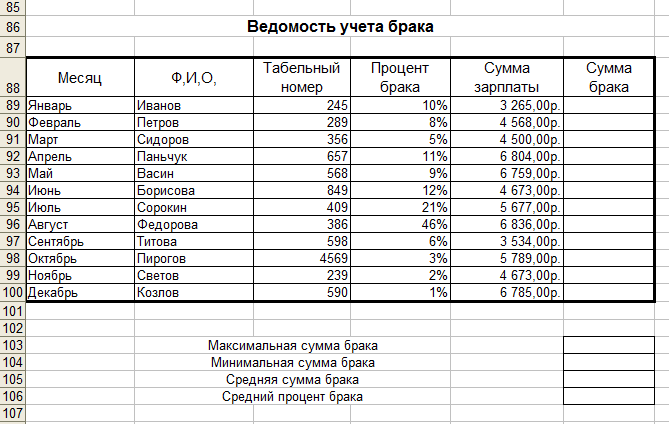 85
86 Ведомость учета брака
87
88 Месяц Ф,И,О, Табельный номер Процент брака Сумма зарплаты Сумма брака
89 Январь Иванов 245 10% 3 265,00р.
90 Февраль Петров 289 8% 4 568,00р.
91 Март Сидоров 356 5% 4 500,00р.
92 Апрель Паньчук 657 11% 6 804,00р.
93 Май Васин 568 9% 6 759,00р.
94 Июнь Борисова 849 12% 4 673,00р.
95 Июль Сорокин 409 21% 5 677,00р.
96 Август Федорова 386 46% 6 836,00р.
97 Сентябрь Титова 598 6% 3 534,00р.
98 Октябрь Пирогов 4569 3% 5 789,00р.
99 Ноябрь Светов 239 2% 4 673,00р.
100 Декабрь Козлов 590 1% 6 785,00р.
101
102
103 Максимальная сумма брака
104 Минимальная сумма брака
105 Средняя сумма брака
106 Средний процент брака
107